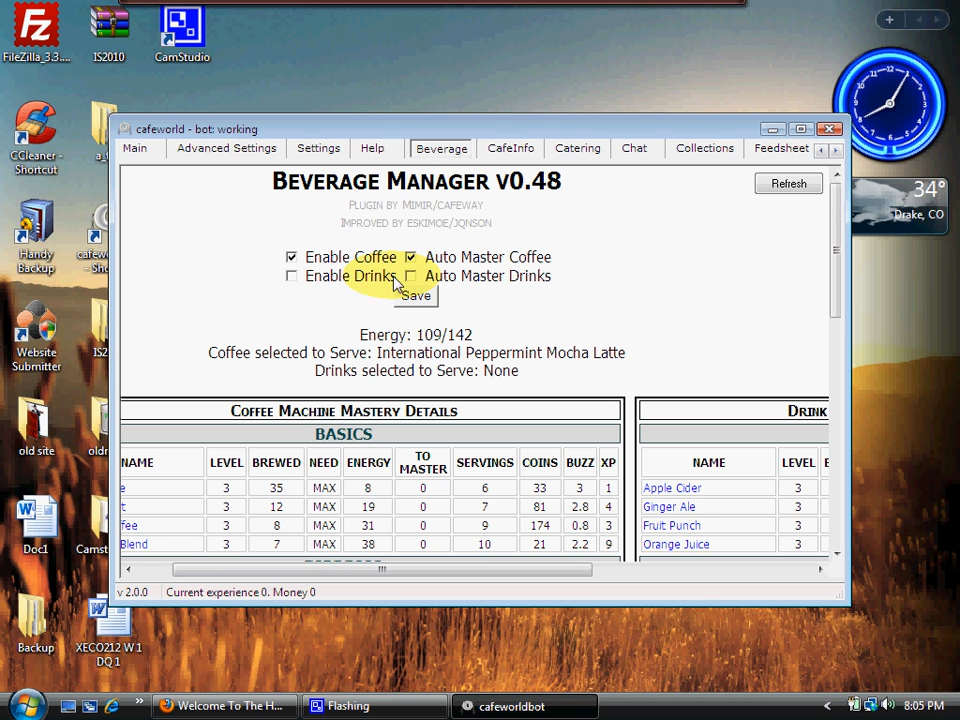 FileZilla_3.3....
IS2010
CamStudio
CCleaner -
Shortcut
a_f
Handy
Backup
cafew
- Sho
Website
Submitter
IS2
old site
oldr
Doc1
Camst
Backup
XECO212 W 1
DQ 1
34°
Drake, CO
cafeworld - bot: working
Main
Advanced Settings
Settings
Help
Beverage
CafeInfo
Catering
Chat
Collections
Feedsheet
BEVERAGE MANAGER V0.48
Refresh
PLUGIN BY MIMIR/CAFEWAY
IMPROVED BY ESKIMOE/JQNSON
Enable Coffee Auto Master Coffee
Enable Drinks Auto Master Drinks
Save
Energy: 109/142
Coffee selected to Serve: International Peppermint Mocha Latte
Drinks selected to Serve: None
COFFEE MACHINE MASTERY DETAILS
BASICS
NAME LEVEL BREWED NEED ENERGY TO MASTER SERVINGS COINS BUZZ XP
e 3 35 MAX 8 0 6 33 3 1
t 3 12 MAX 19 0 7 81 2.8 4
ffee 3 8 MAX 31 0 9 174 0.8 3
Blend 3 7 MAX 38 0 10 21 2.2 9
DRINK
NAME LEVEL
Apple Cider 3
Ginger Ale 3
Fruit Punch 3
Orange Juice 3
v 2.0.0 Current experience 0. Money 0
Welcome To The H...
Flashing
cafeworldbot
8:05 PM